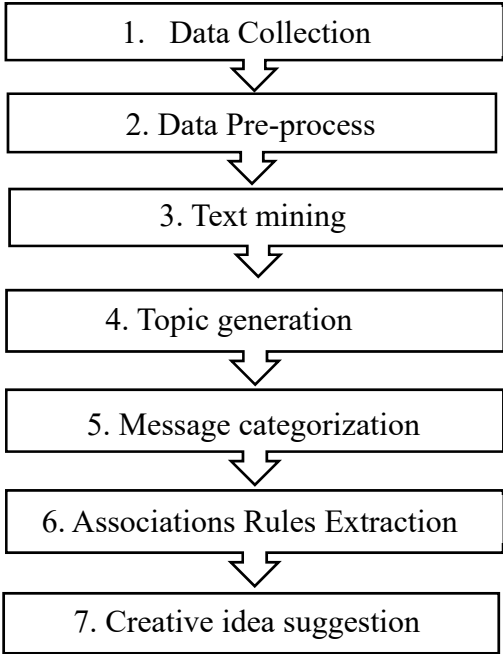 1. Data Collection
2. Data Pre-process
3. Text mining
4. Topic generation
5. Message categorization
6. Associations Rules Extraction
7. Creative idea suggestion